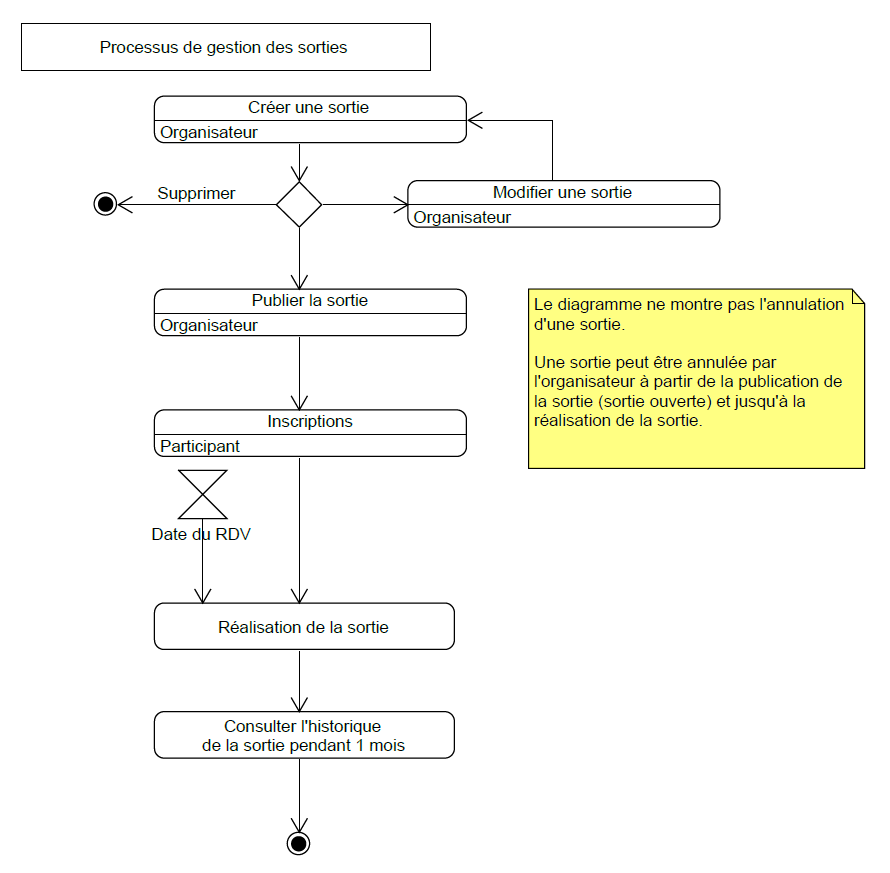 Processus de gestion des sorties
Créer une sortie
Organisateur
Supprimer
Modifier une sortie
Organisateur
Publier la sortie
Organisateur
Le diagramme ne montre pas l'annulation
d'une sortie.
Une sortie peut être annulée par
l'organisateur à partir de la publication de
la sortie (sortie ouverte) et jusqu'à la
réalisation de la sortie.
Inscriptions
Participant
Date du RDV
Réalisation de la sortie
Consulter l'historique
de la sortie pendant 1 mois